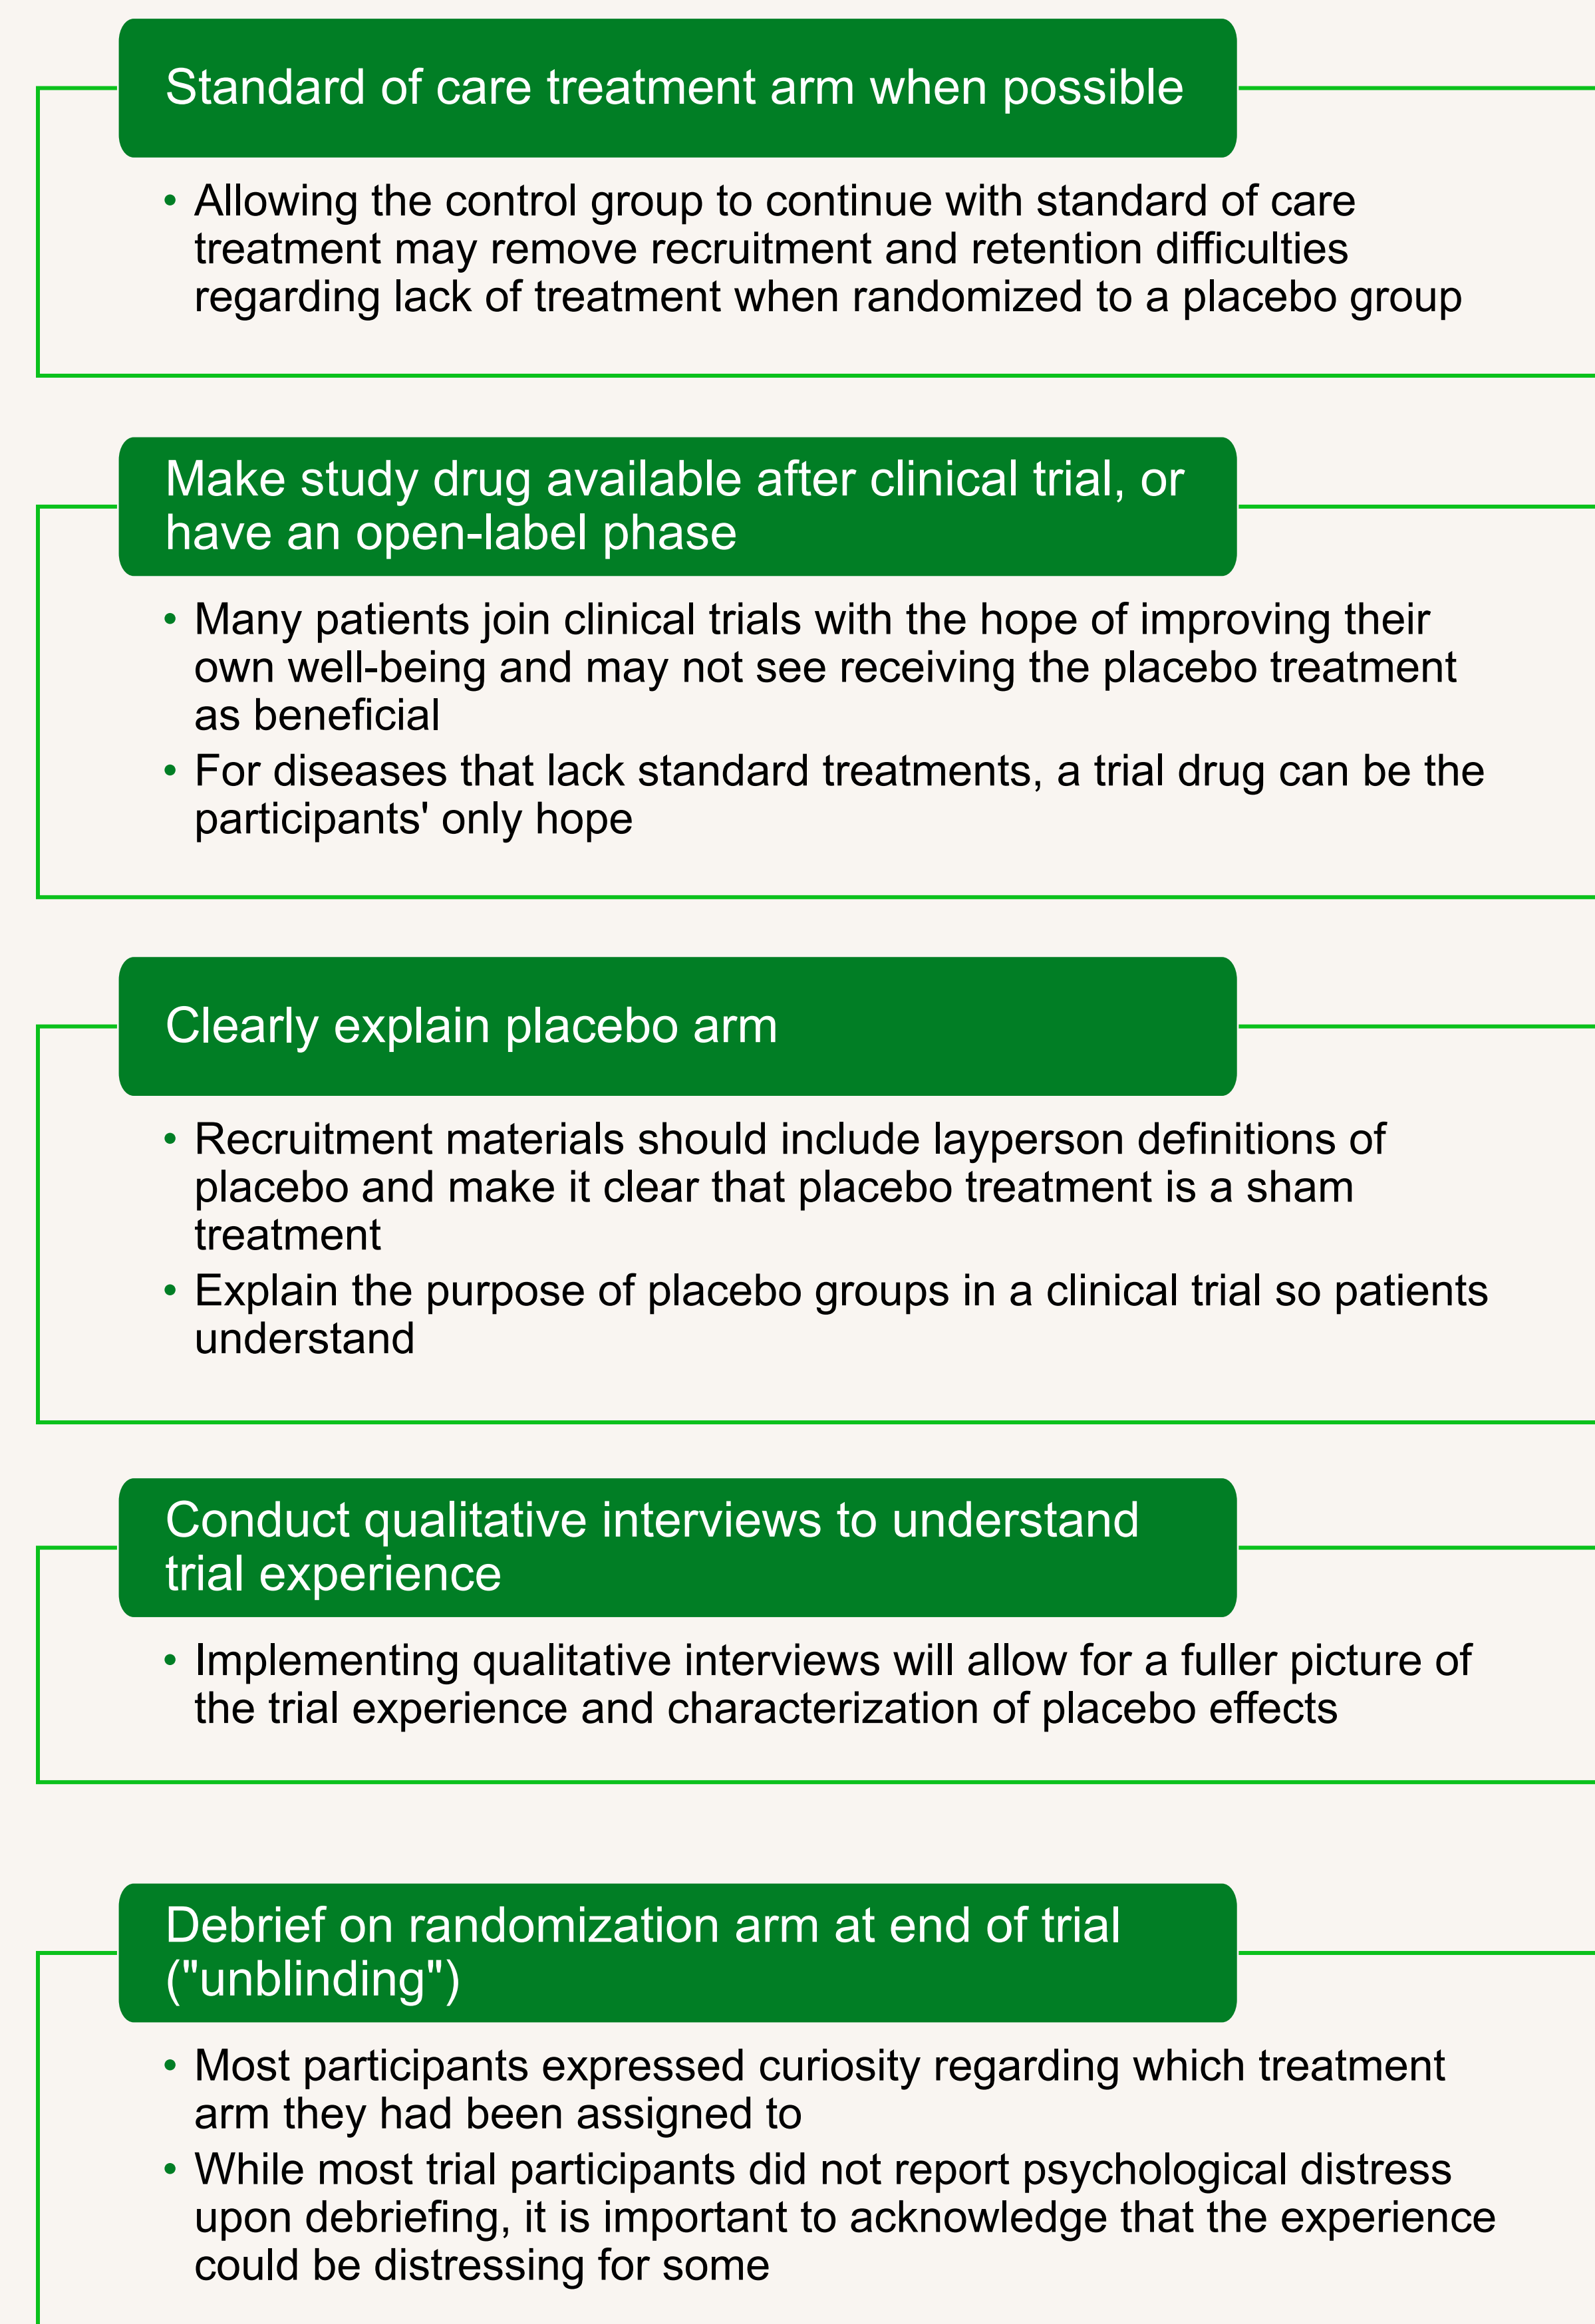 Standard of care treatment arm when possible
• Allowing the control group to continue with standard of care
treatment may remove recruitment and retention difficulties
regarding lack of treatment when randomized to a placebo group
Make study drug available after clinical trial, or
have an open-label phase
• Many patients join clinical trials with the hope of improving their
own well-being and may not see receiving the placebo treatment
as beneficial
• For diseases that lack standard treatments, a trial drug can be the
participants' only hope
Clearly explain placebo arm
• Recruitment materials should include layperson definitions of
placebo and make it clear that placebo treatment is a sham
treatment
• Explain the purpose of placebo groups in a clinical trial so patients
understand
Conduct qualitative interviews to understand
trial experience
• Implementing qualitative interviews will allow for a fuller picture of
the trial experience and characterization of placebo effects
Debrief on randomization arm at end of trial
("unblinding")
• Most participants expressed curiosity regarding which treatment
arm they had been assigned to
• While most trial participants did not report psychological distress
upon debriefing, it is important to acknowledge that the experience
could be distressing for some